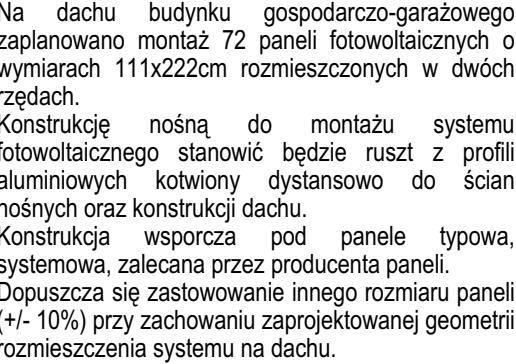 Na dachu budynku gospodarczo-garażowego
zaplanowano montaż 72 paneli fotowoltaicznych o
wymiarach 111x222cm rozmieszczonych w dwóch
rzędach.
Konstrukcję nośną do montażu systemu
fotowoltaicznego stanowić będzie ruszt z profili
aluminiowych kotwiony dystansowo do ścian
nośnych oraz konstrukcji dachu.
Konstrukcja wsporcza pod panele typowa,
systemowa, zalecana przez producenta paneli.
Dopuszcza się zastowowanie innego rozmiaru paneli
(+/- 10%) przy zachowaniu zaprojektowanej geometrii
rozmieszczenia systemu na dachu.